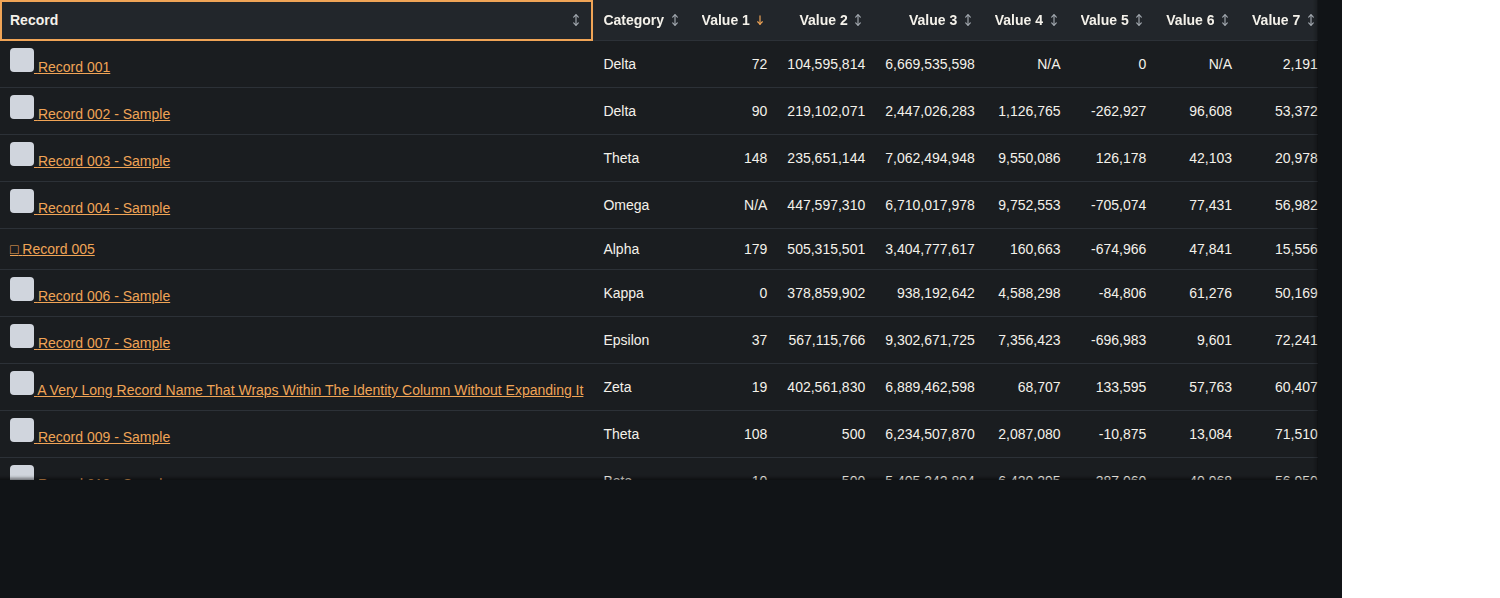 Record Category Value 1 Value 2 Value 3 Value 4 Value 5 Value 6 Value 7
Record 001 Delta 72 104,595,814 6,669,535,598 N/A 0 N/A 2,191
Record 002 - Sample Delta 90 219,102,071 2,447,026,283 1,126,765 -262,927 96,608 53,372
Record 003 - Sample Theta 148 235,651,144 7,062,494,948 9,550,086 126,178 42,103 20,978
Record 004 - Sample Omega N/A 447,597,310 6,710,017,978 9,752,553 -705,074 77,431 56,982
Record 005 Alpha 179 505,315,501 3,404,777,617 160,663 -674,966 47,841 15,556
Record 006 - Sample Kappa 0 378,859,902 938,192,642 4,588,298 -84,806 61,276 50,169
Record 007 - Sample Epsilon 37 567,115,766 9,302,671,725 7,356,423 -696,983 9,601 72,241
A Very Long Record Name That Wraps Within The Identity Column Without Expanding It Zeta 19 402,561,830 6,889,462,598 68,707 133,595 57,763 60,407
Record 009 - Sample Theta 108 500 6,234,507,870 2,087,080 -10,875 13,084 71,510